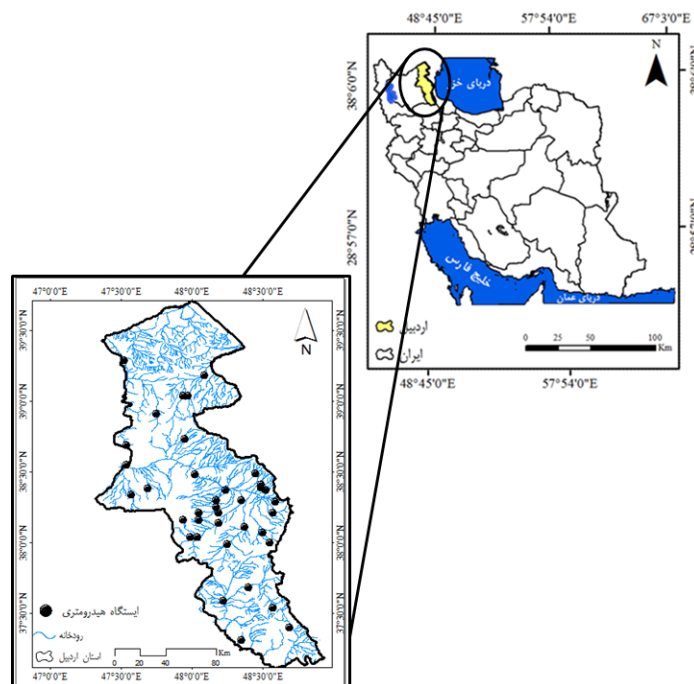 48°45'0"E 57°54'0"E 67°3'0"E
N
38°6'0"N
دریای خزر
28°57'0"N
خلیج فارس
دریای عمان
اردبیل
ایران
0 25 50 100
Km
48°45'0"E 57°54'0"E
47°0'0"E 47°30'0"E 48°0'0"E 48°30'0"E
N
39°30'0"N
39°0'0"N
38°30'0"N
38°0'0"N
37°30'0"N
ایستگاه هیدرومتری
رودخانه
استان اردبیل
0 20 40 80
Km
47°0'0"E 47°30'0"E 48°0'0"E 48°30'0"E